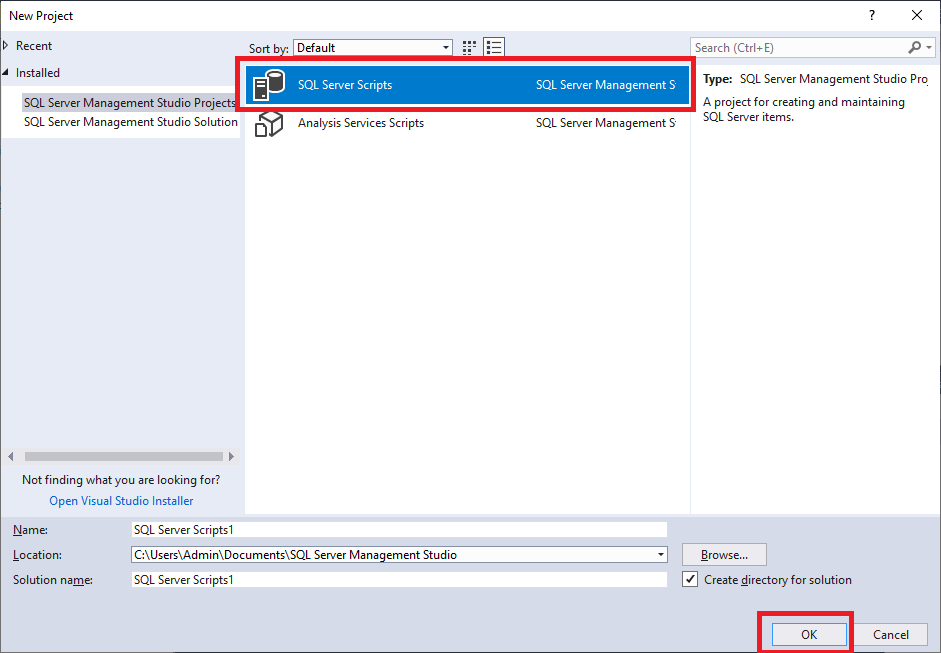 New Project
?
Recent
Installed
SQL Server Management Studio Projects
SQL Server Management Studio Solution
Sort by: Default
Search (Ctrl+E)
SQL Server Scripts SQL Server Management S
Analysis Services Scripts SQL Server Management S
Type: SQL Server Management Studio Pro
A project for creating and maintaining
SQL Server items.
Not finding what you are looking for?
Open Visual Studio Installer
Name: SQL Server Scripts1
Location: C:\Users\Admin\Documents\SQL Server Management Studio Browse...
Solution name: SQL Server Scripts1 Create directory for solution
OK Cancel